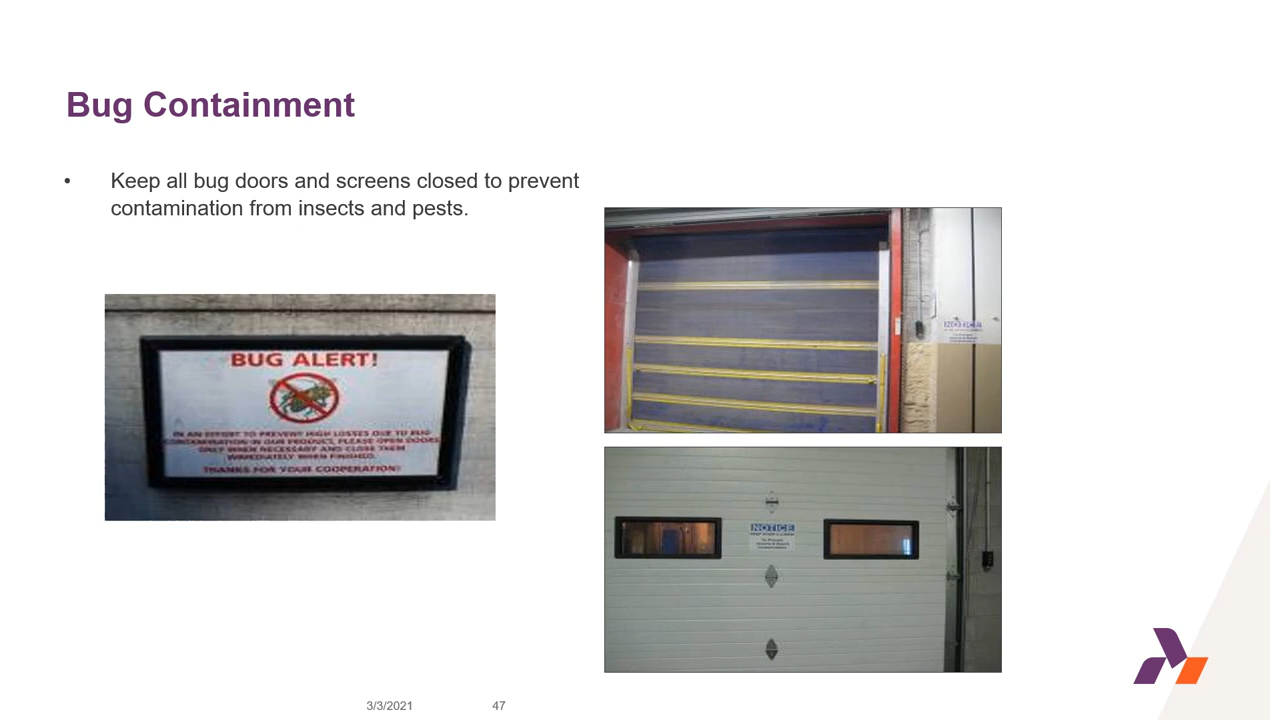 Bug Containment
• Keep all bug doors and screens closed to prevent
contamination from insects and pests.
BUG ALERT!
IN AN EFFORT TO PREVENT HIGH LOSSES DUE TO BUG
CONTAMINATION IN OUR PRODUCT, PLEASE OPEN DOORS
ONLY WHEN NECESSARY AND CLOSE THEM
IMMEDIATELY WHEN FINISHED.
THANKS FOR YOUR COOPERATION!
NOTICE
3/3/2021
47